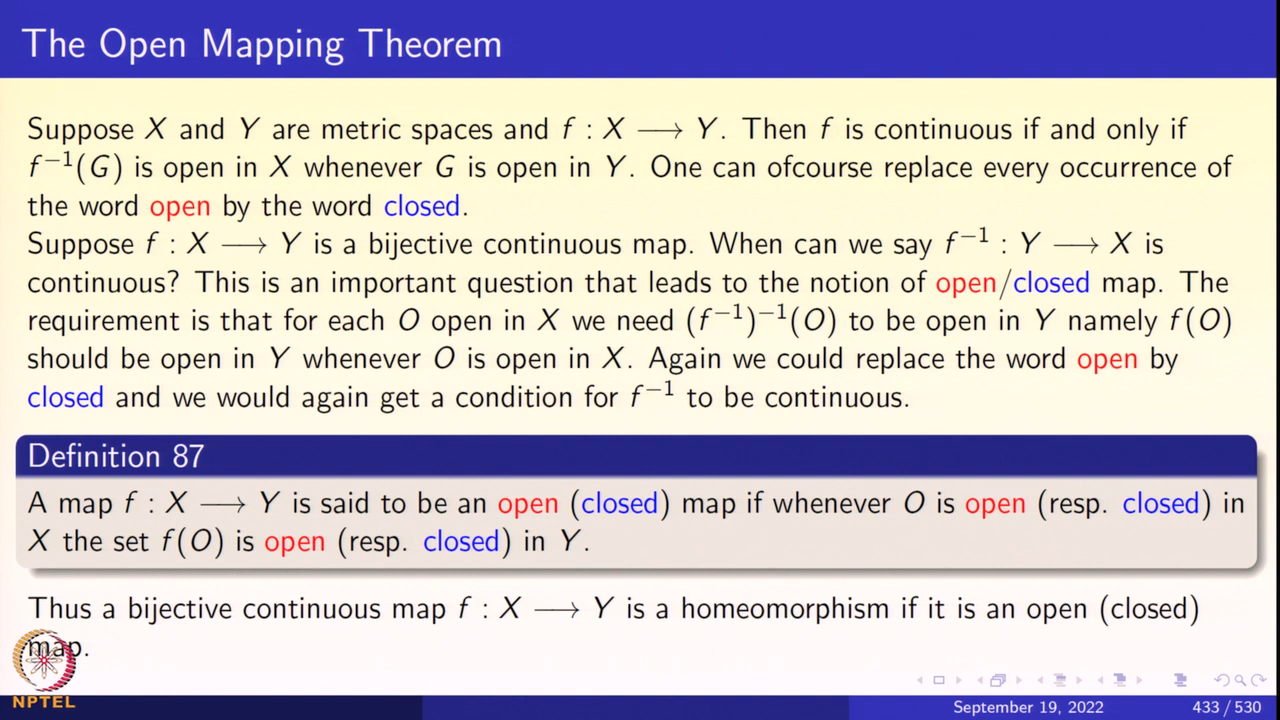 The Open Mapping Theorem
Suppose X and Y are metric spaces and f : X ⟶ Y. Then f is continuous if and only if
f⁻¹(G) is open in X whenever G is open in Y. One can ofcourse replace every occurrence of
the word open by the word closed.
Suppose f : X ⟶ Y is a bijective continuous map. When can we say f⁻¹ : Y ⟶ X is
continuous? This is an important question that leads to the notion of open/closed map. The
requirement is that for each O open in X we need (f⁻¹)⁻¹(O) to be open in Y namely f(O)
should be open in Y whenever O is open in X. Again we could replace the word open by
closed and we would again get a condition for f⁻¹ to be continuous.
Definition 87
A map f : X ⟶ Y is said to be an open (closed) map if whenever O is open (resp. closed) in
X the set f(O) is open (resp. closed) in Y.
Thus a bijective continuous map f : X ⟶ Y is a homeomorphism if it is an open (closed)
map.
NPTEL
September 19, 2022 433 / 530